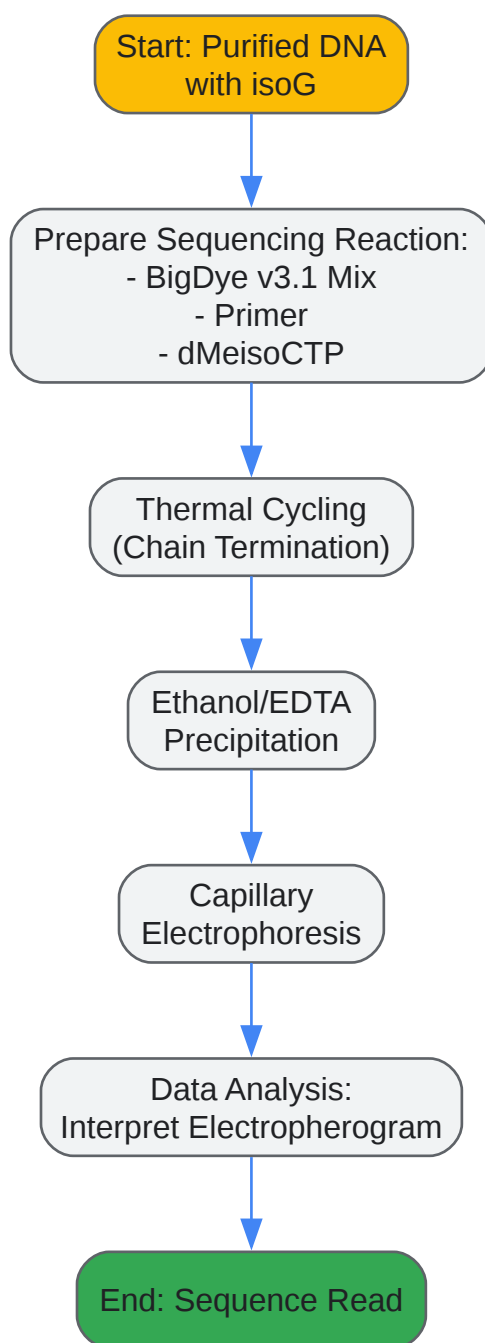 Start: Purified DNA
with isoG
Prepare Sequencing Reaction:
- BigDye v3.1 Mix
- Primer
- dMeisoCTP
Thermal Cycling
(Chain Termination)
Ethanol/EDTA
Precipitation
Capillary
Electrophoresis
Data Analysis:
Interpret Electropherogram
End: Sequence Read